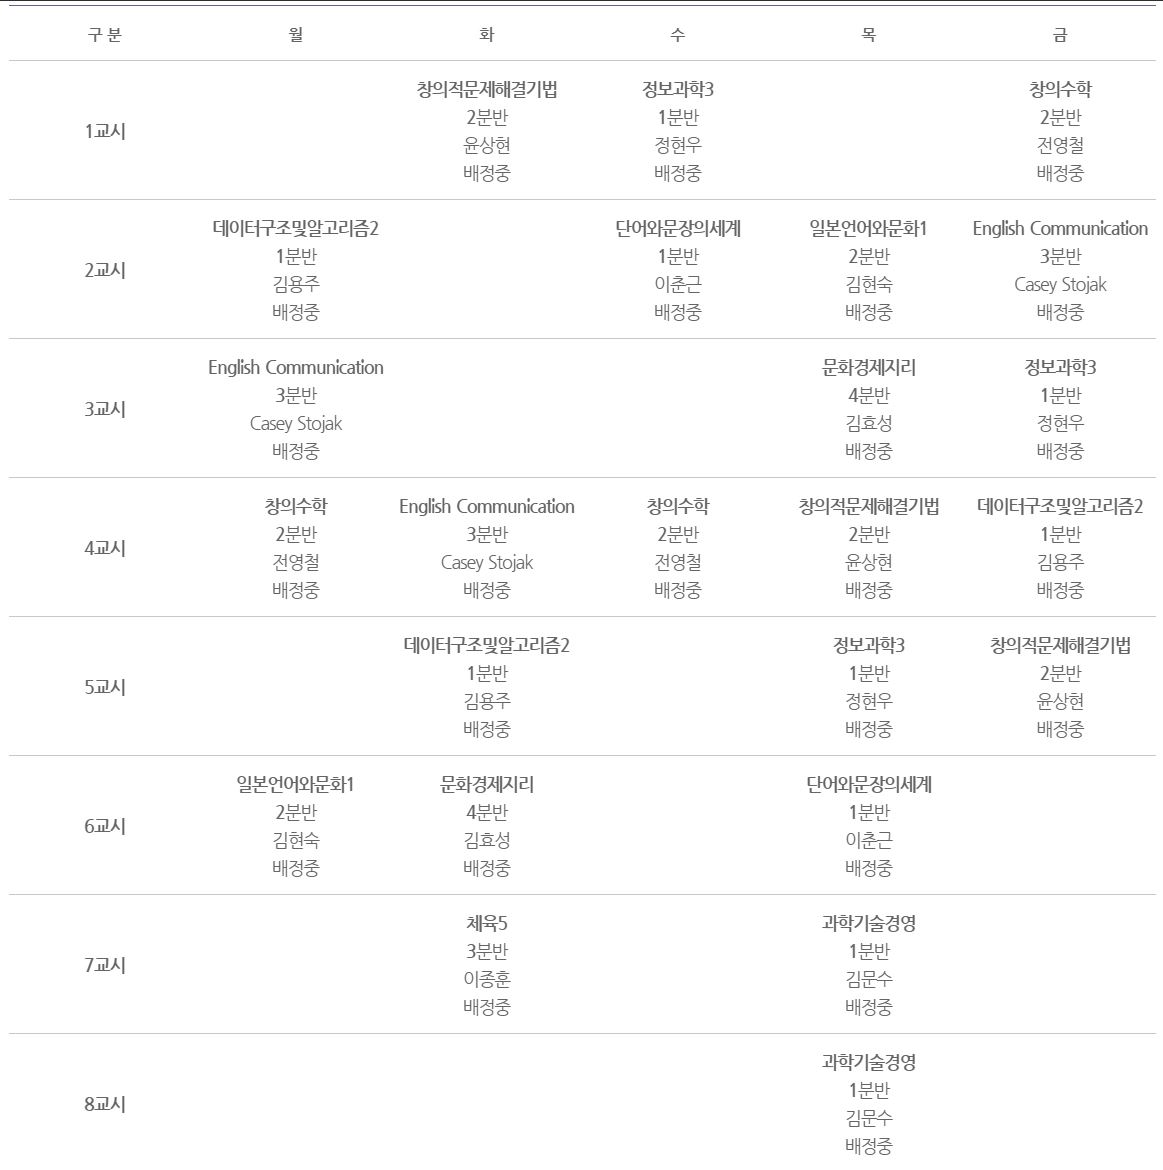 구 분 월 화 수 목 금
1교시
창의적문제해결기법
2분반
윤상현
배정중
정보과학3
1분반
정현우
배정중
창의수학
2분반
전영철
배정중
2교시
데이터구조및알고리즘2
1분반
김용주
배정중
단어와문장의세계
1분반
이춘근
배정중
일본언어와문화1
2분반
김현숙
배정중
English Communication
3분반
Casey Stojak
배정중
3교시
English Communication
3분반
Casey Stojak
배정중
문화경제지리
4분반
김효성
배정중
정보과학3
1분반
정현우
배정중
4교시
창의수학
2분반
전영철
배정중
English Communication
3분반
Casey Stojak
배정중
창의수학
2분반
전영철
배정중
창의적문제해결기법
2분반
윤상현
배정중
데이터구조및알고리즘2
1분반
김용주
배정중
5교시
데이터구조및알고리즘2
1분반
김용주
배정중
정보과학3
1분반
정현우
배정중
창의적문제해결기법
2분반
윤상현
배정중
6교시
일본언어와문화1
2분반
김현숙
배정중
문화경제지리
4분반
김효성
배정중
단어와문장의세계
1분반
이춘근
배정중
7교시
체육5
3분반
이종훈
배정중
과학기술경영
1분반
김문수
배정중
8교시
과학기술경영
1분반
김문수
배정중